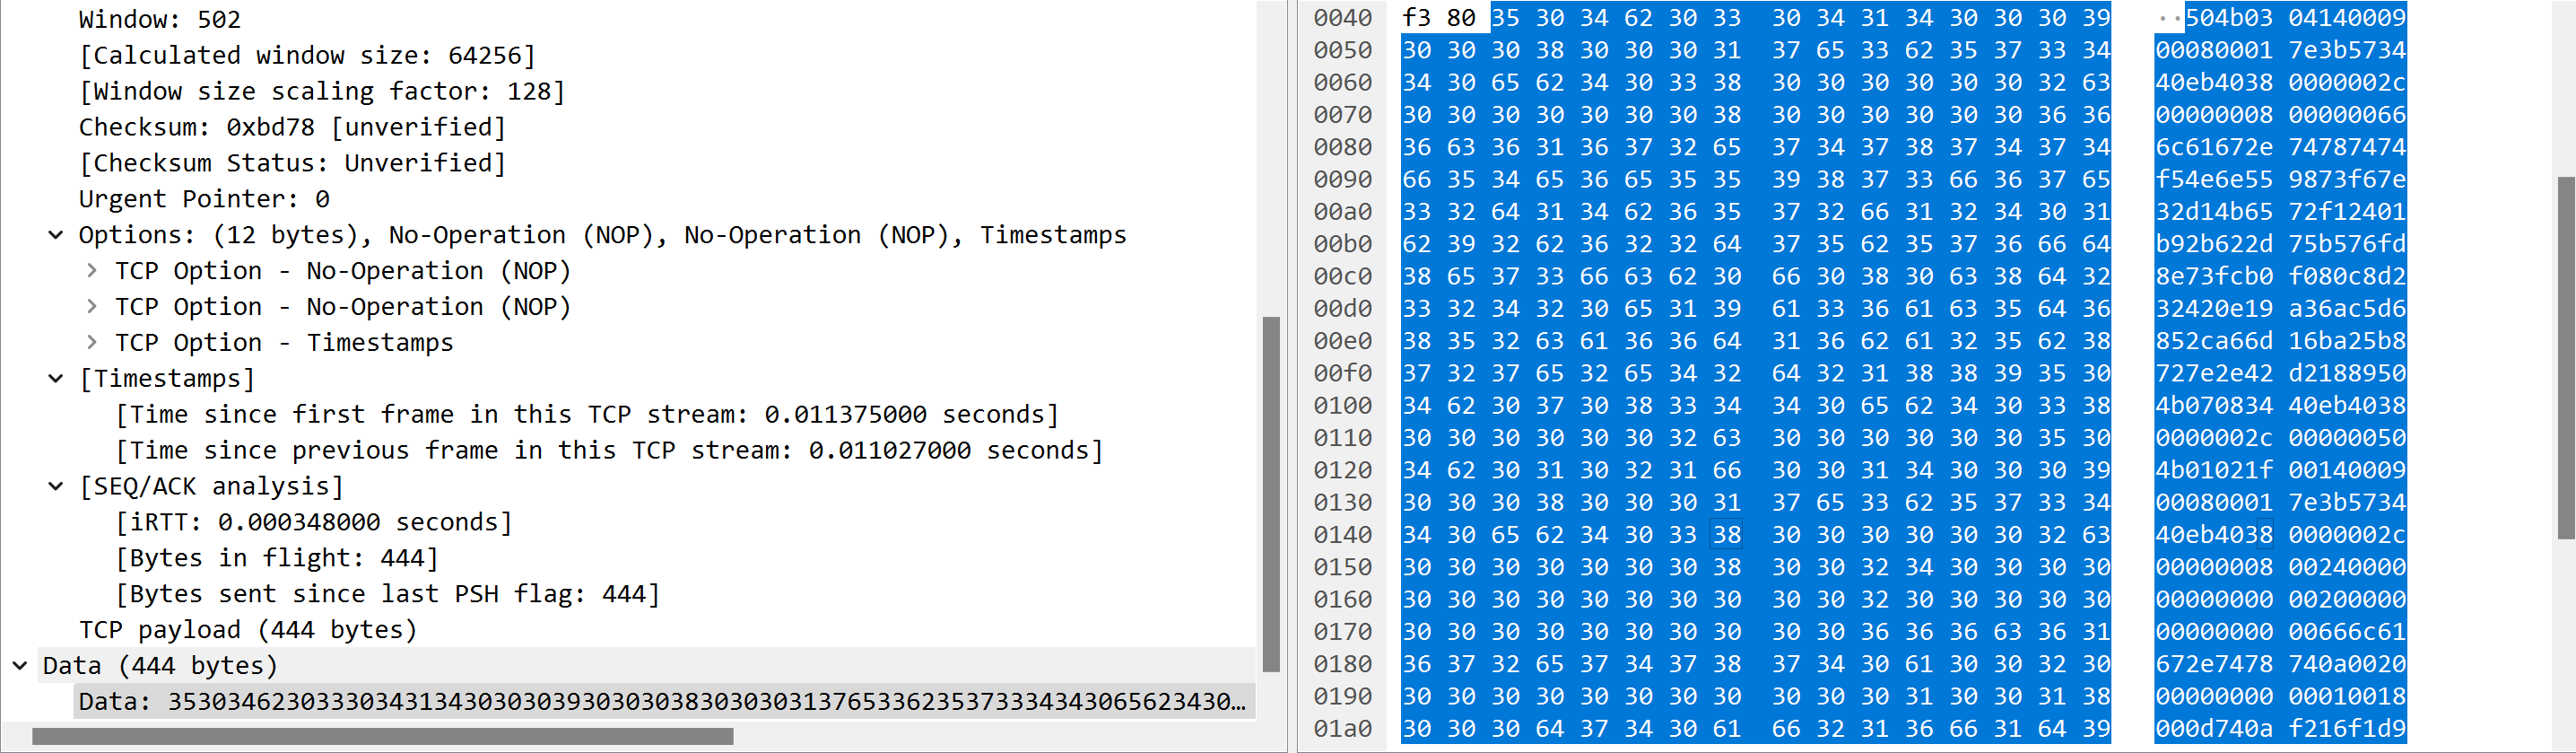 Window: 502
[Calculated window size: 64256]
[Window size scaling factor: 128]
Checksum: 0xbd78 [unverified]
[Checksum Status: Unverified]
Urgent Pointer: 0
Options: (12 bytes), No-Operation (NOP), No-Operation (NOP), Timestamps
TCP Option - No-Operation (NOP)
TCP Option - No-Operation (NOP)
TCP Option - Timestamps
[Timestamps]
[Time since first frame in this TCP stream: 0.011375000 seconds]
[Time since previous frame in this TCP stream: 0.011027000 seconds]
[SEQ/ACK analysis]
[iRTT: 0.000348000 seconds]
[Bytes in flight: 444]
[Bytes sent since last PSH flag: 444]
TCP payload (444 bytes)
Data (444 bytes)
Data: 35303462303330343134303030393030303830303031376533623537333434306562343​0…
0040 f3 80 35 30 34 62 30 33 30 34 31 34 30 30 30 39 ··504b03 04140009
0050 30 30 30 38 30 30 30 31 37 65 33 62 35 37 33 34 00080001 7e3b5734
0060 34 30 65 62 34 30 33 38 30 30 30 30 30 30 32 63 40eb4038 0000002c
0070 30 30 30 30 30 30 30 38 30 30 30 30 30 30 36 36 00000008 00000066
0080 36 63 36 31 36 37 32 65 37 34 37 38 37 34 37 34 6c61672e 74787474
0090 66 35 34 65 36 65 35 35 39 38 37 33 66 36 37 65 f54e6e55 9873f67e
00a0 33 32 64 31 34 62 36 35 37 32 66 31 32 34 30 31 32d14b65 72f12401
00b0 62 39 32 62 36 32 32 64 37 35 62 35 37 36 66 64 b92b622d 75b576fd
00c0 38 65 37 33 66 63 62 30 66 30 38 30 63 38 64 32 8e73fcb0 f080c8d2
00d0 33 32 34 32 30 65 31 39 61 33 36 61 63 35 64 36 32420e19 a36ac5d6
00e0 38 35 32 63 61 36 36 64 31 36 62 61 32 35 62 38 852ca66d 16ba25b8
00f0 37 32 37 65 32 65 34 32 64 32 31 38 38 39 35 30 727e2e42 d2188950
0100 34 62 30 37 30 38 33 34 34 30 65 62 34 30 33 38 4b070834 40eb4038
0110 30 30 30 30 30 30 32 63 30 30 30 30 30 30 35 30 0000002c 00000050
0120 34 62 30 31 30 32 31 66 30 30 31 34 30 30 30 39 4b01021f 00140009
0130 30 30 30 38 30 30 30 31 37 65 33 62 35 37 33 34 00080001 7e3b5734
0140 34 30 65 62 34 30 33 38 30 30 30 30 30 30 32 63 40eb4038 0000002c
0150 30 30 30 30 30 30 30 38 30 30 32 34 30 30 30 30 00000008 00240000
0160 30 30 30 30 30 30 30 30 30 30 32 30 30 30 30 30 00000000 00200000
0170 30 30 30 30 30 30 30 30 30 30 36 36 36 63 36 31 00000000 00666c61
0180 36 37 32 65 37 34 37 38 37 34 30 61 30 30 32 30 672e7478 740a0020
0190 30 30 30 30 30 30 30 30 30 30 30 31 30 30 31 38 00000000 00010018
01a0 30 30 30 64 37 34 30 61 66 32 31 36 66 31 64 39 000d740a f216f1d9